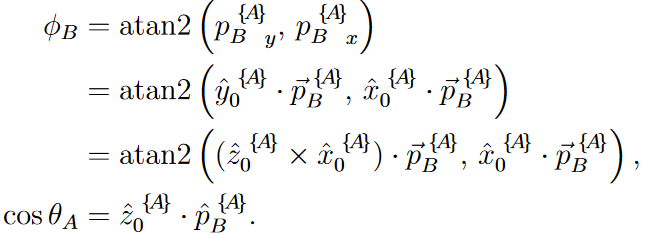 ϕ_B = atan2 (p_B^{A}_y, p_B^{A}_x)
= atan2 (ŷ_0^{A} · p⃗_B^{A}, x̂_0^{A} · p⃗_B^{A})
= atan2 ((ẑ_0^{A} × x̂_0^{A}) · p⃗_B^{A}, x̂_0^{A} · p⃗_B^{A}),
cos θ_A = ẑ_0^{A} · p̂_B^{A}.